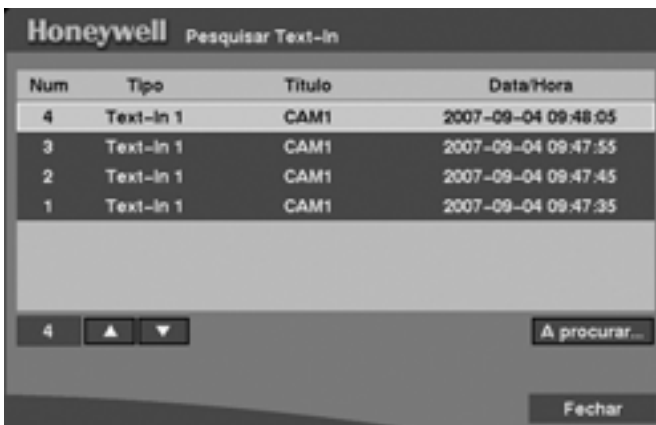 Honeywell Pesquisar Text-In
Num Tipo Título Data/Hora
4 Text-In 1 CAM1 2007-09-04 09:48:05
3 Text-In 1 CAM1 2007-09-04 09:47:55
2 Text-In 1 CAM1 2007-09-04 09:47:45
1 Text-In 1 CAM1 2007-09-04 09:47:35
4 A procurar...
Fechar